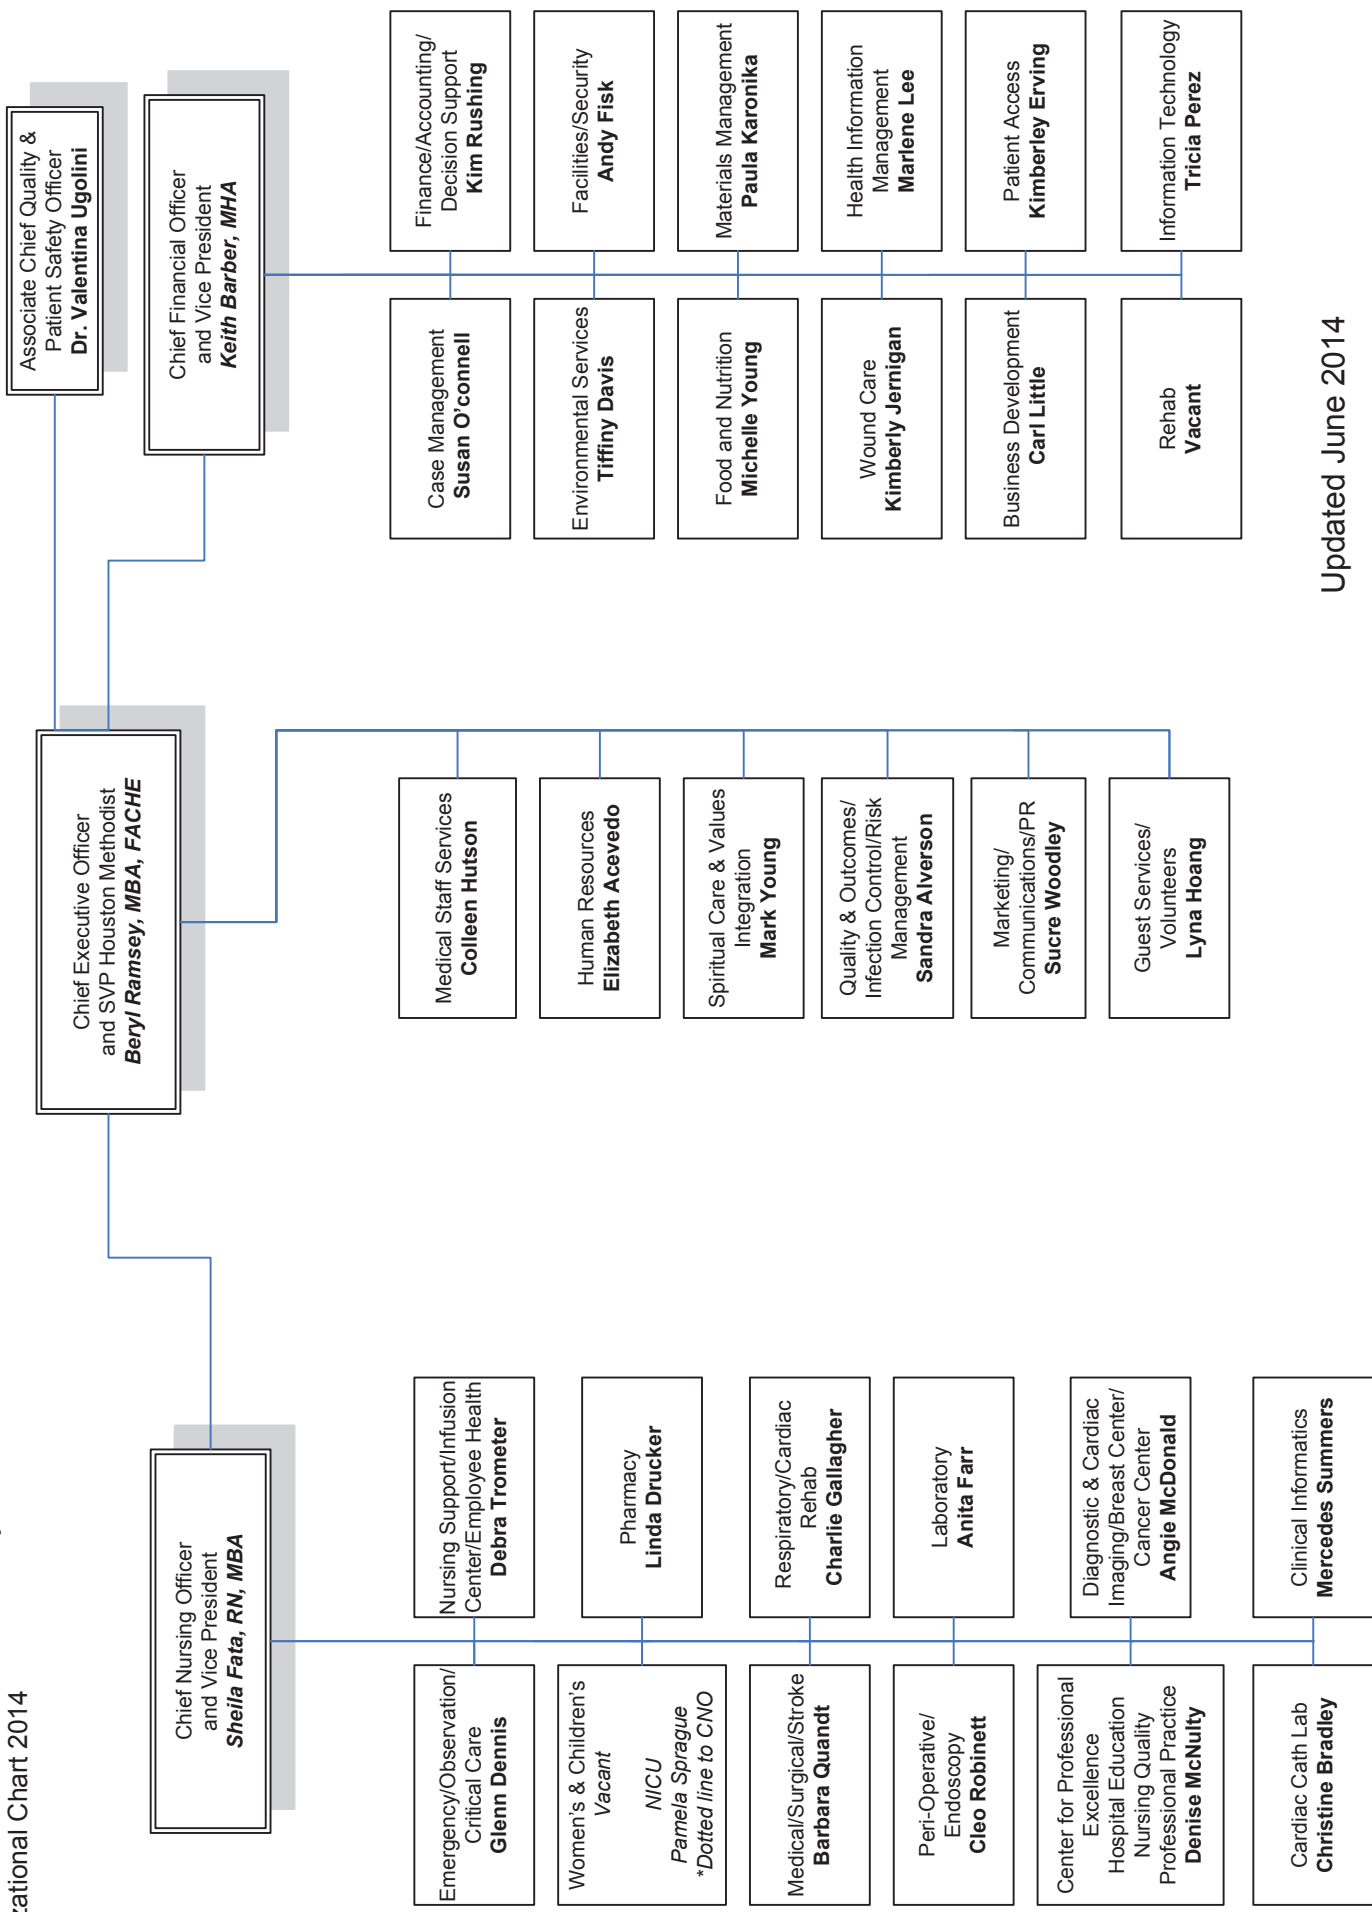 zational Chart 2014
Chief Executive Officer
and SVP Houston Methodist
Beryl Ramsey, MBA, FACHE
Associate Chief Quality &
Patient Safety Officer
Dr. Valentina Ugolini
Chief Nursing Officer
and Vice President
Sheila Fata, RN, MBA
Chief Financial Officer
and Vice President
Keith Barber, MHA
Emergency/Observation/
Critical Care
Glenn Dennis
Nursing Support/Infusion
Center/Employee Health
Debra Trometer
Women's & Children's
Vacant
NICU
Pamela Sprague
*Dotted line to CNO
Pharmacy
Linda Drucker
Medical/Surgical/Stroke
Barbara Quandt
Respiratory/Cardiac
Rehab
Charlie Gallagher
Peri-Operative/
Endoscopy
Cleo Robinett
Laboratory
Anita Farr
Center for Professional
Excellence
Hospital Education
Nursing Quality
Professional Practice
Denise McNulty
Diagnostic & Cardiac
Imaging/Breast Center/
Cancer Center
Angie McDonald
Cardiac Cath Lab
Christine Bradley
Clinical Informatics
Mercedes Summers
Medical Staff Services
Colleen Hutson
Human Resources
Elizabeth Acevedo
Spiritual Care & Values
Integration
Mark Young
Quality & Outcomes/
Infection Control/Risk
Management
Sandra Alverson
Marketing/
Communications/PR
Sucre Woodley
Guest Services/
Volunteers
Lyna Hoang
Case Management
Susan O'connell
Finance/Accounting/
Decision Support
Kim Rushing
Environmental Services
Tiffiny Davis
Facilities/Security
Andy Fisk
Food and Nutrition
Michelle Young
Materials Management
Paula Karonika
Wound Care
Kimberly Jernigan
Health Information
Management
Marlene Lee
Business Development
Carl Little
Patient Access
Kimberley Erving
Rehab
Vacant
Information Technology
Tricia Perez
Updated June 2014